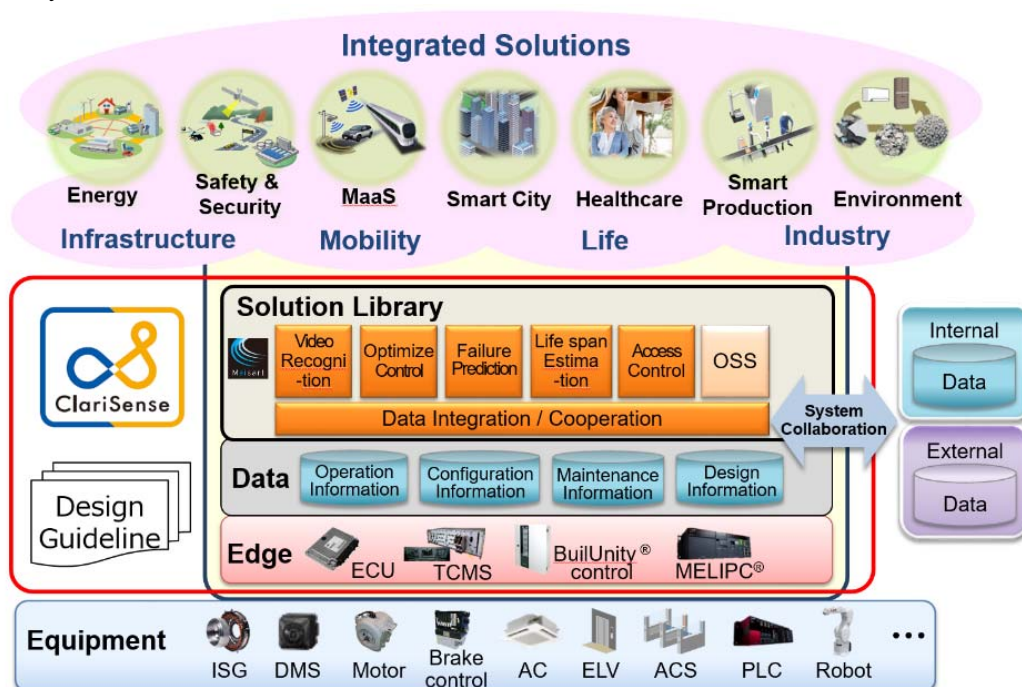 Integrated Solutions
Energy
Safety &
Security
MaaS
Smart City
Healthcare
Smart
Production
Environment
Infrastructure
Mobility
Life
Industry
ClariSense
Design
Guideline
Solution Library
Maisart
Video
Recogni
-tion
Optimize
Control
Failure
Prediction
Life span
Estima
-tion
Access
Control
OSS
Data Integration / Cooperation
System
Collaboration
Internal
Data
External
Data
Data
Operation
Information
Configuration
Information
Maintenance
Information
Design
Information
Edge
ECU
TCMS
BuilUnity®
control
MELIPC®
Equipment
ISG
DMS
Motor
Brake
control
AC
ELV
ACS
PLC
Robot
•••